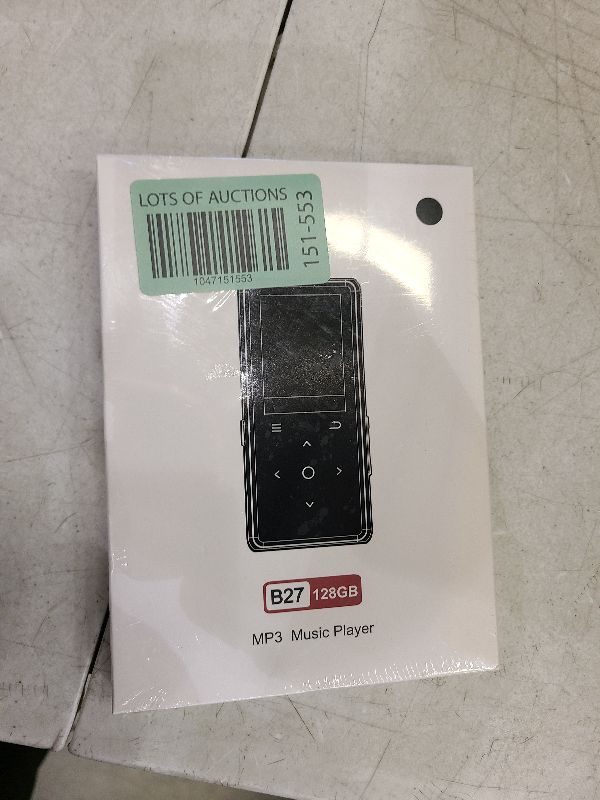 LOTS OF AUCTIONS
1047151553
151-553
B27 128GB
MP3 Music Player